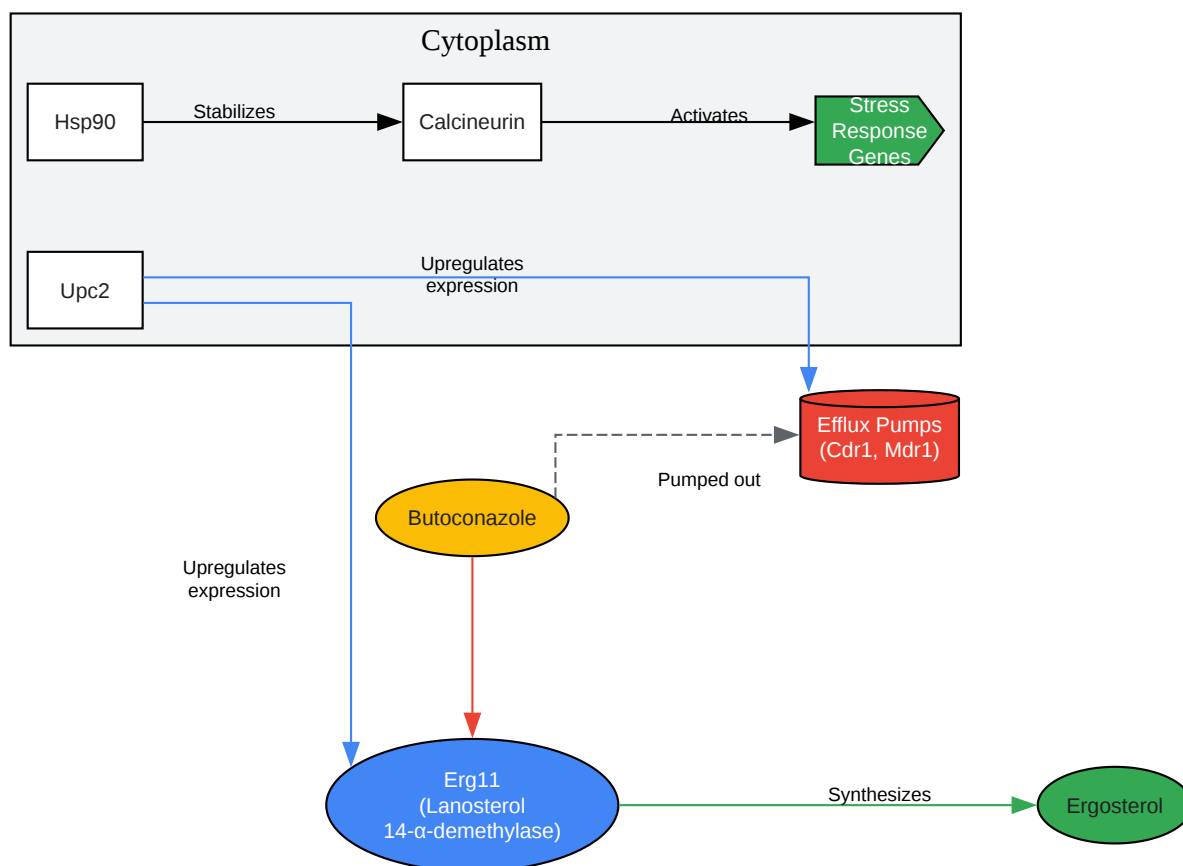 Cytoplasm
Hsp90
Stabilizes
Calcineurin
Activates
Stress
Response
Genes
Upc2
Upregulates
expression
Efflux Pumps
(Cdr1, Mdr1)
Pumped out
Butoconazole
Upregulates
expression
Erg11
(Lanosterol
14-α-demethylase)
Synthesizes
Ergosterol